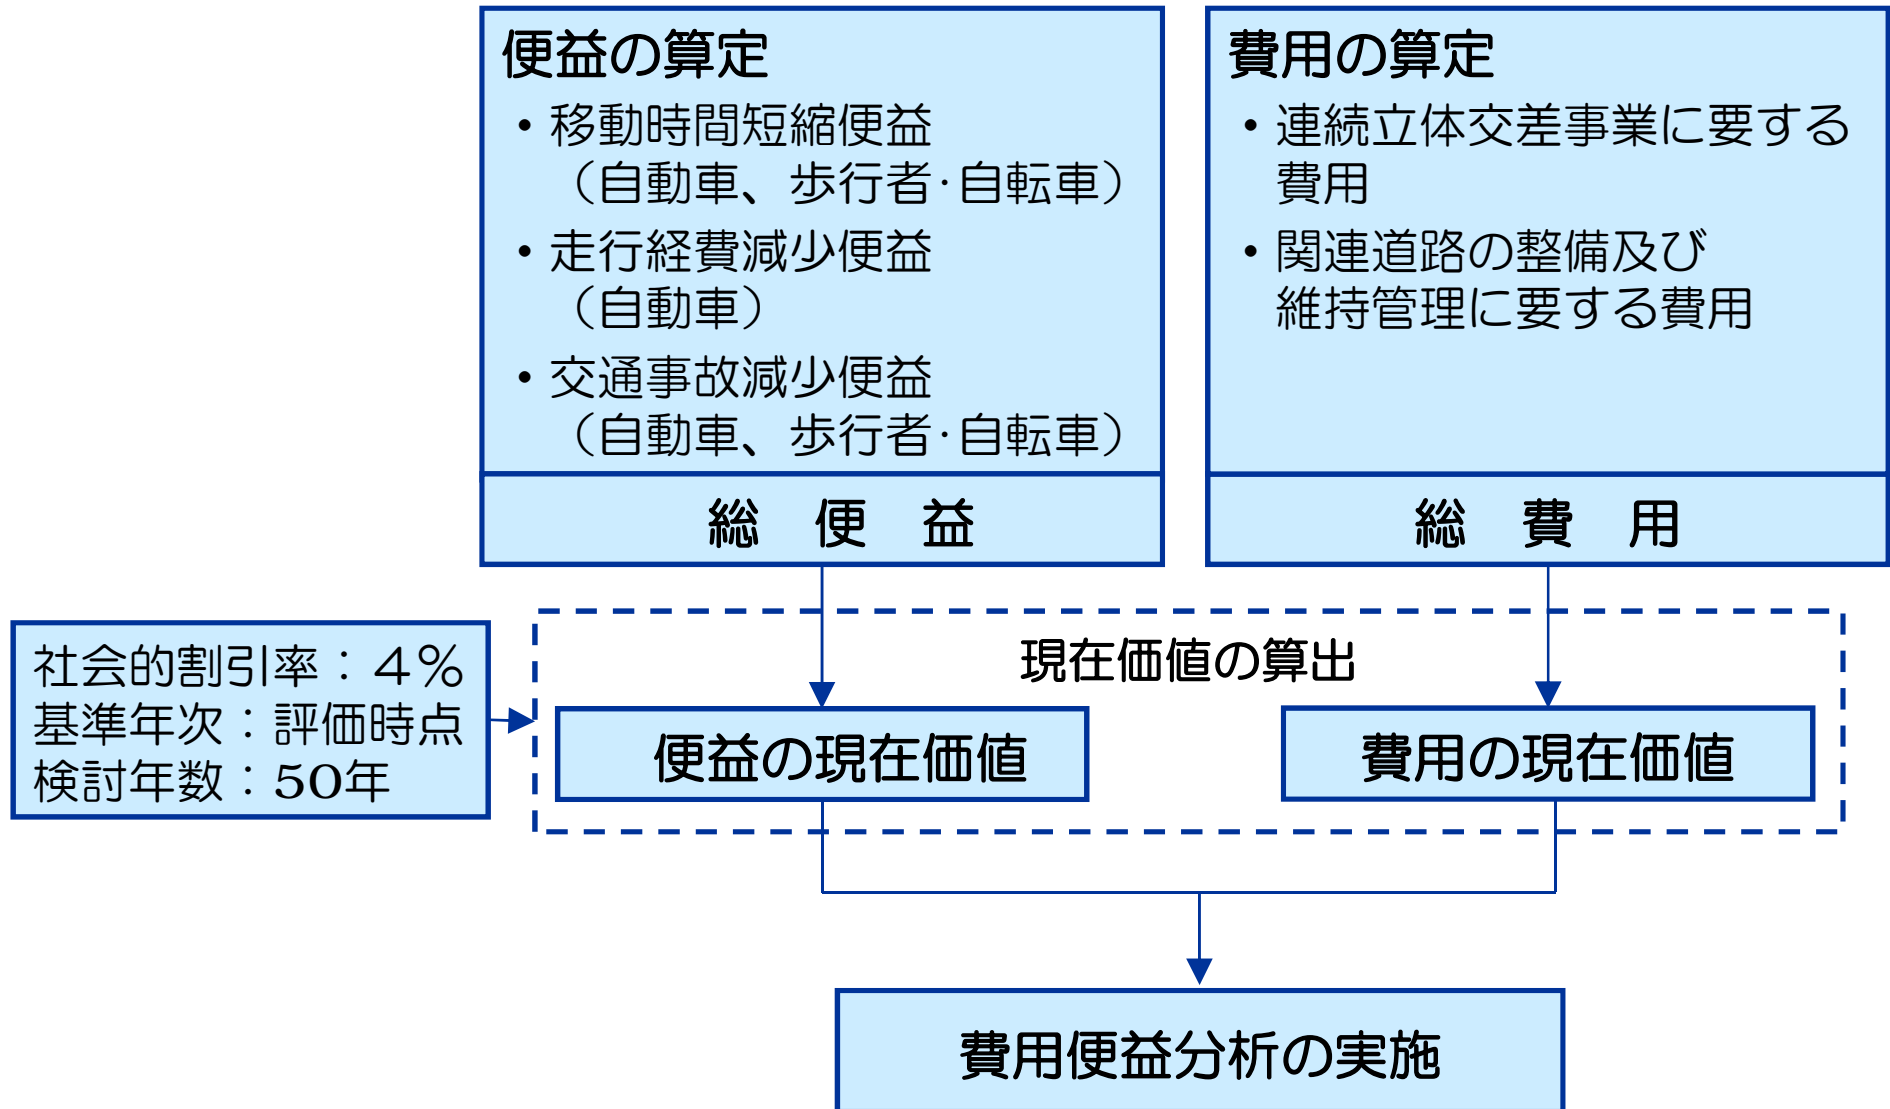 便益の算定
・移動時間短縮便益
（自動車、歩行者・自転車）
・走行経費減少便益
（自動車）
・交通事故減少便益
（自動車、歩行者・自転車）
総　便　益
費用の算定
・連続立体交差事業に要する
費用
・関連道路の整備及び
維持管理に要する費用
総　費　用
社会的割引率：４％
基準年次：評価時点
検討年数：50年
現在価値の算出
便益の現在価値
費用の現在価値
費用便益分析の実施